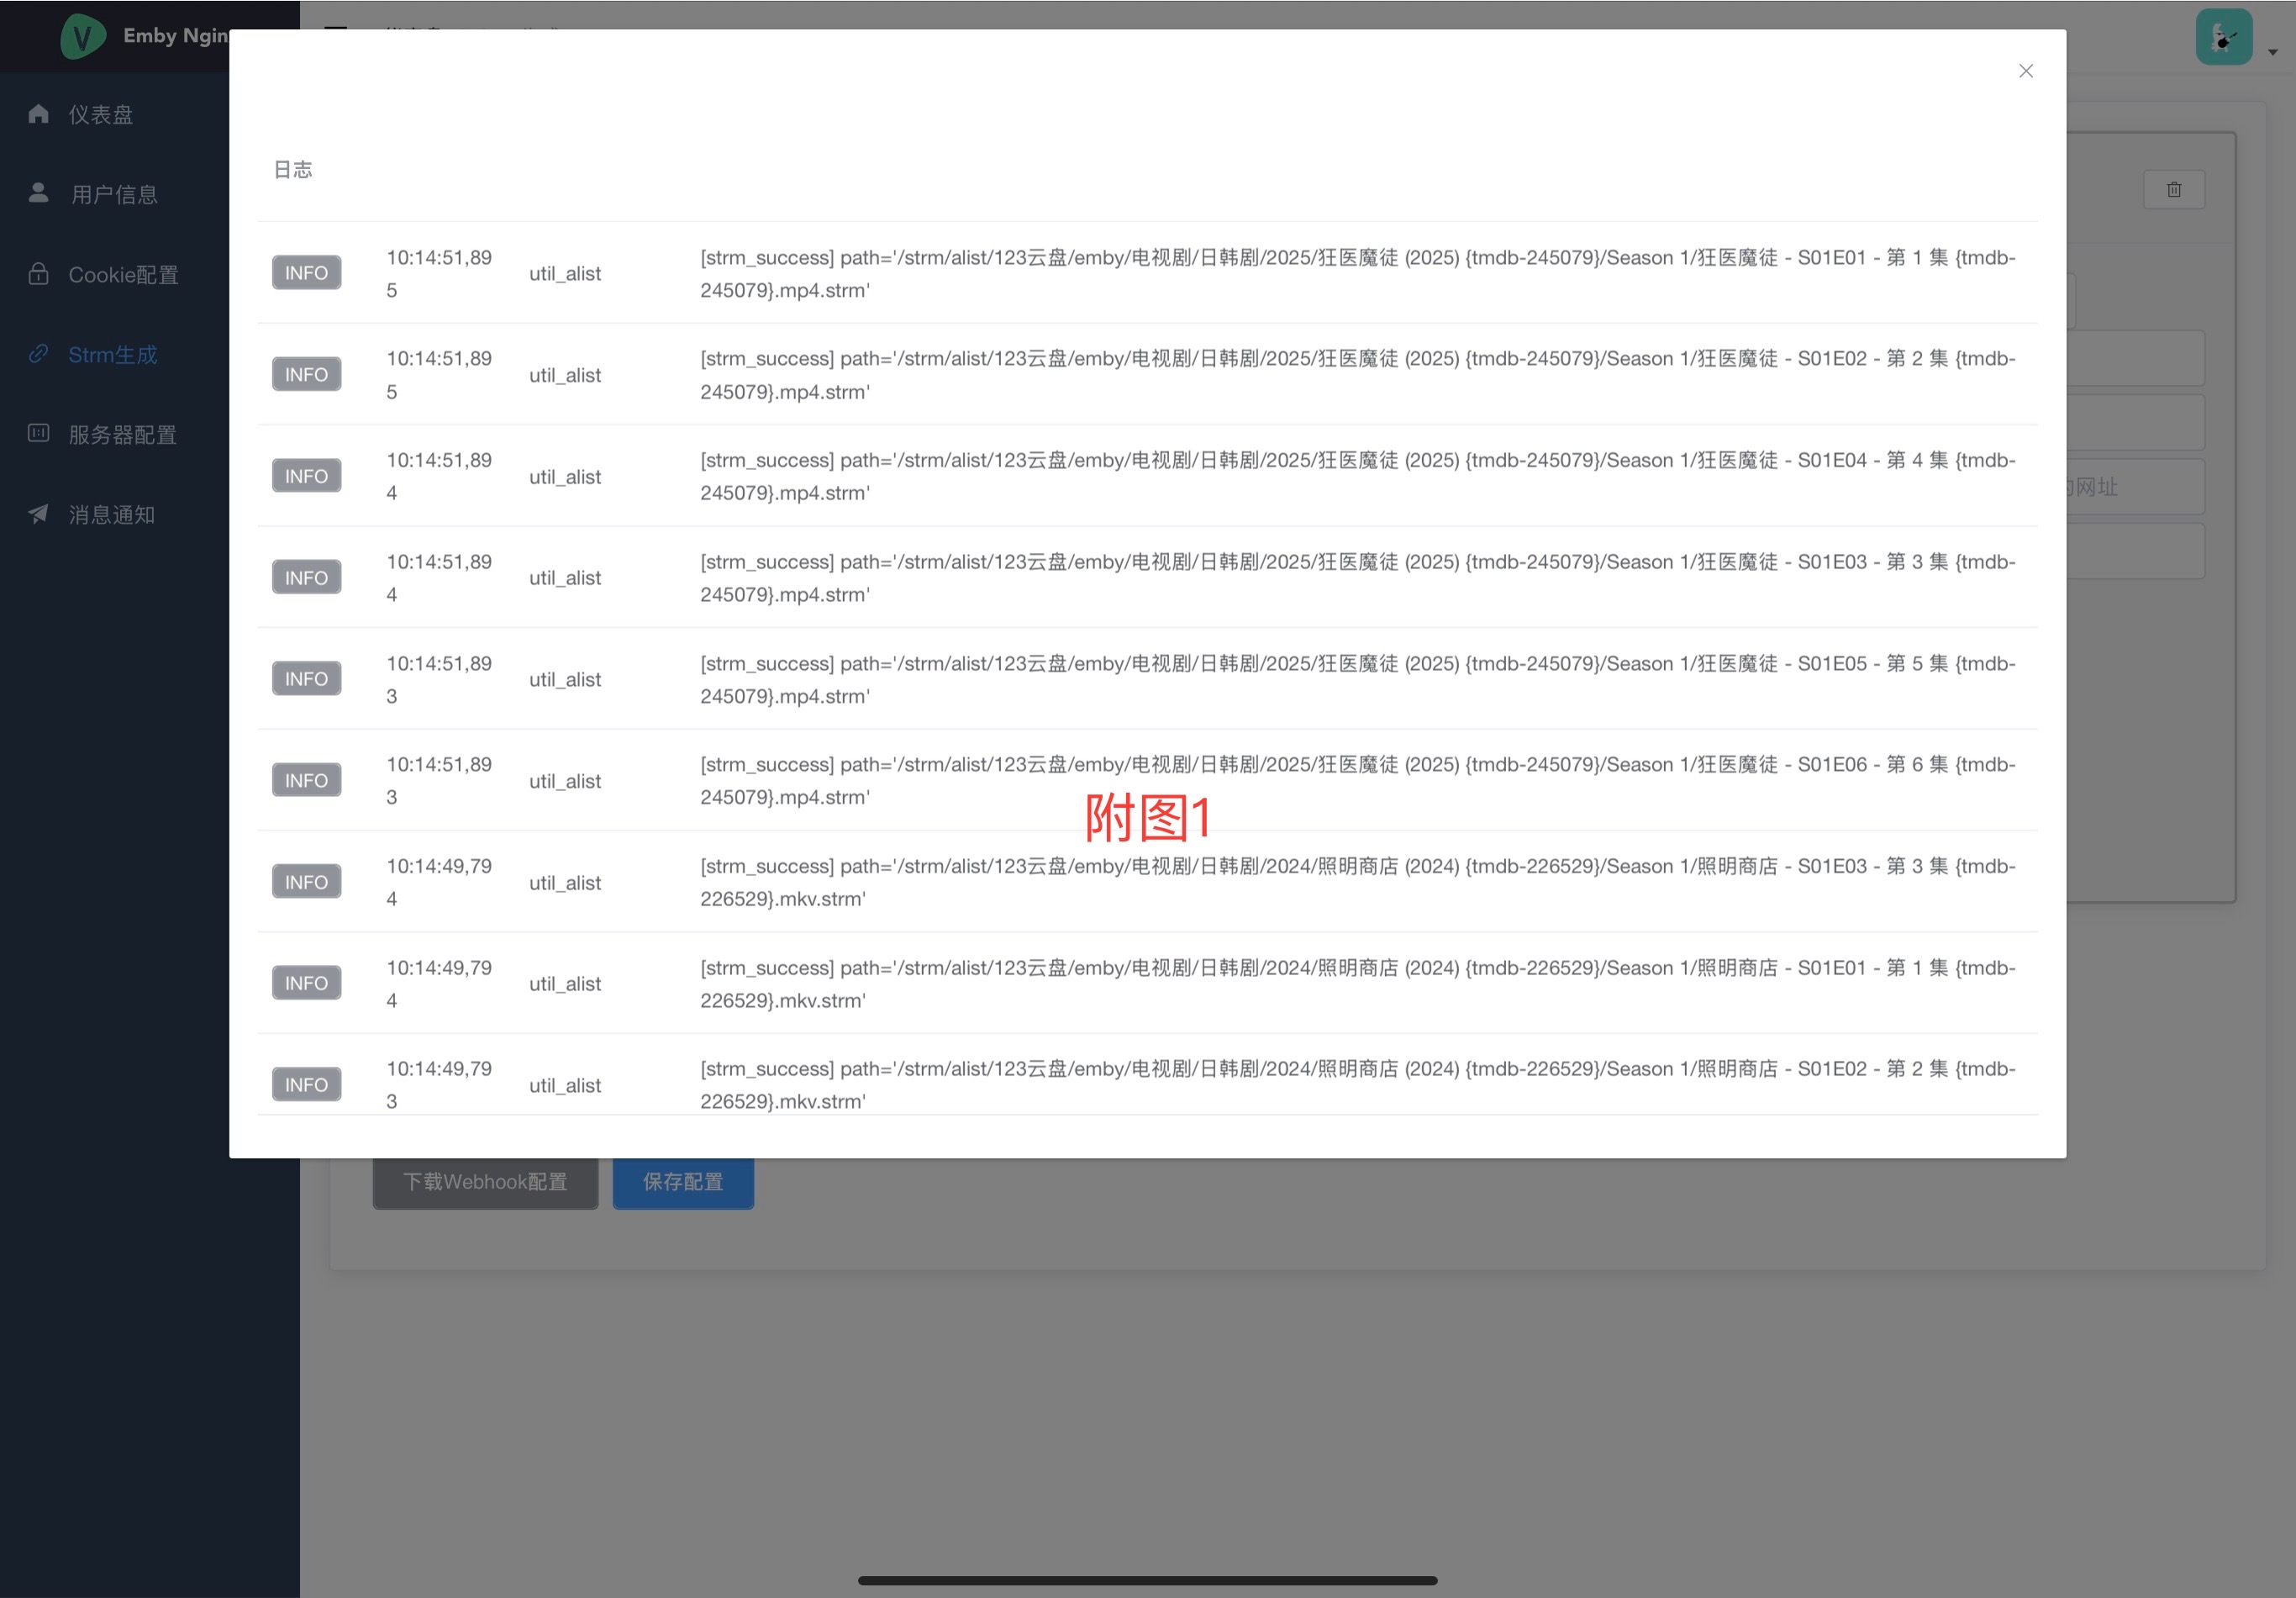 Emby Ngin
仪表盘
用户信息
Cookie配置
Strm生成
服务器配置
消息通知
日志
INFO 10:14:51,89 util_alist [strm_success] path='/strm/alist/123云盘/emby/电视剧/日韩剧/2025/狂医魔徒 (2025) {tmdb-245079}/Season 1/狂医魔徒 - S01E01 - 第 1 集 {tmdb-
5 245079}.mp4.strm'
INFO 10:14:51,89 util_alist [strm_success] path='/strm/alist/123云盘/emby/电视剧/日韩剧/2025/狂医魔徒 (2025) {tmdb-245079}/Season 1/狂医魔徒 - S01E02 - 第 2 集 {tmdb-
5 245079}.mp4.strm'
INFO 10:14:51,89 util_alist [strm_success] path='/strm/alist/123云盘/emby/电视剧/日韩剧/2025/狂医魔徒 (2025) {tmdb-245079}/Season 1/狂医魔徒 - S01E04 - 第 4 集 {tmdb-
4 245079}.mp4.strm'
INFO 10:14:51,89 util_alist [strm_success] path='/strm/alist/123云盘/emby/电视剧/日韩剧/2025/狂医魔徒 (2025) {tmdb-245079}/Season 1/狂医魔徒 - S01E03 - 第 3 集 {tmdb-
4 245079}.mp4.strm'
INFO 10:14:51,89 util_alist [strm_success] path='/strm/alist/123云盘/emby/电视剧/日韩剧/2025/狂医魔徒 (2025) {tmdb-245079}/Season 1/狂医魔徒 - S01E05 - 第 5 集 {tmdb-
3 245079}.mp4.strm'
INFO 10:14:51,89 util_alist [strm_success] path='/strm/alist/123云盘/emby/电视剧/日韩剧/2025/狂医魔徒 (2025) {tmdb-245079}/Season 1/狂医魔徒 - S01E06 - 第 6 集 {tmdb-
3 245079}.mp4.strm'
附图1
INFO 10:14:49,79 util_alist [strm_success] path='/strm/alist/123云盘/emby/电视剧/日韩剧/2024/照明商店 (2024) {tmdb-226529}/Season 1/照明商店 - S01E03 - 第 3 集 {tmdb-
4 226529}.mkv.strm'
INFO 10:14:49,79 util_alist [strm_success] path='/strm/alist/123云盘/emby/电视剧/日韩剧/2024/照明商店 (2024) {tmdb-226529}/Season 1/照明商店 - S01E01 - 第 1 集 {tmdb-
4 226529}.mkv.strm'
INFO 10:14:49,79 util_alist [strm_success] path='/strm/alist/123云盘/emby/电视剧/日韩剧/2024/照明商店 (2024) {tmdb-226529}/Season 1/照明商店 - S01E02 - 第 2 集 {tmdb-
3 226529}.mkv.strm'
网址
下载Webhook配置
保存配置